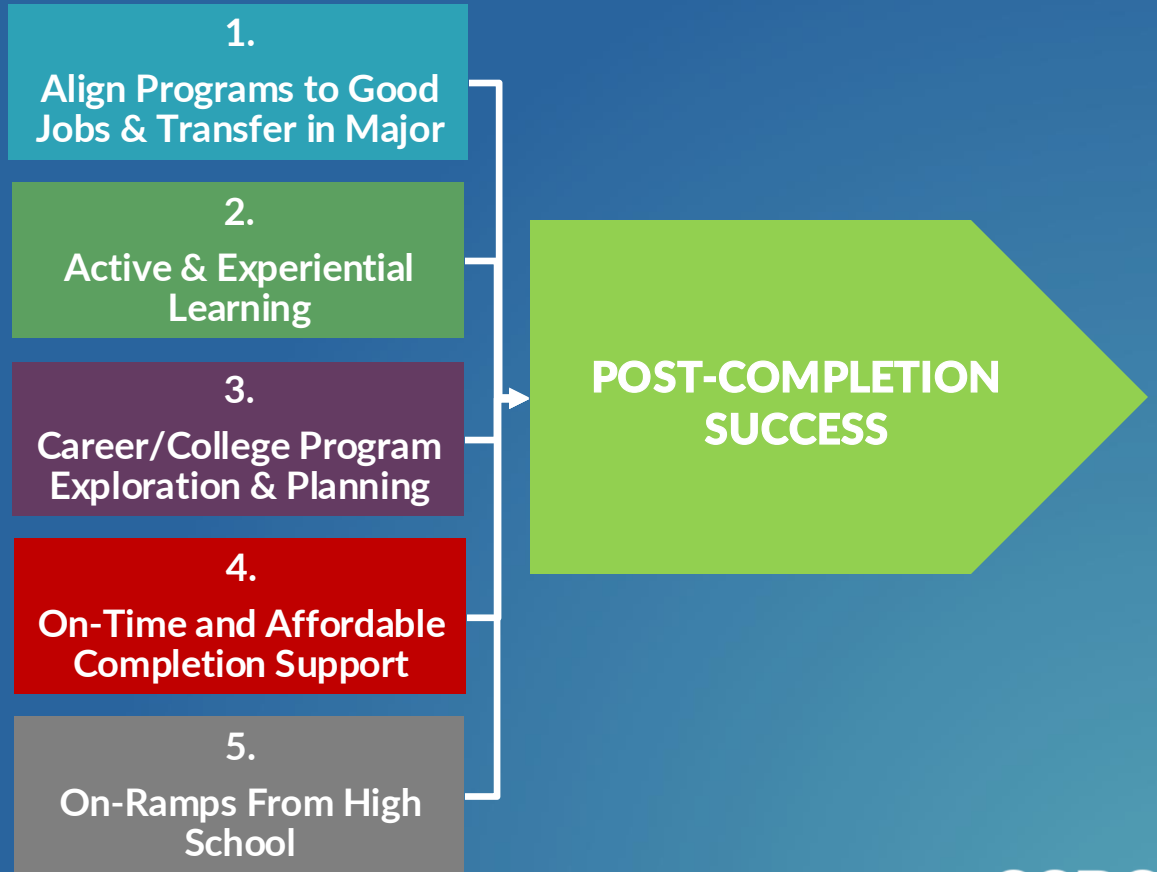 1.
Align Programs to Good
Jobs & Transfer in Major
2.
Active & Experiential
Learning
3.
Career/College Program
Exploration & Planning
4.
On-Time and Affordable
Completion Support
5.
On-Ramps From High
School
POST-COMPLETION
SUCCESS